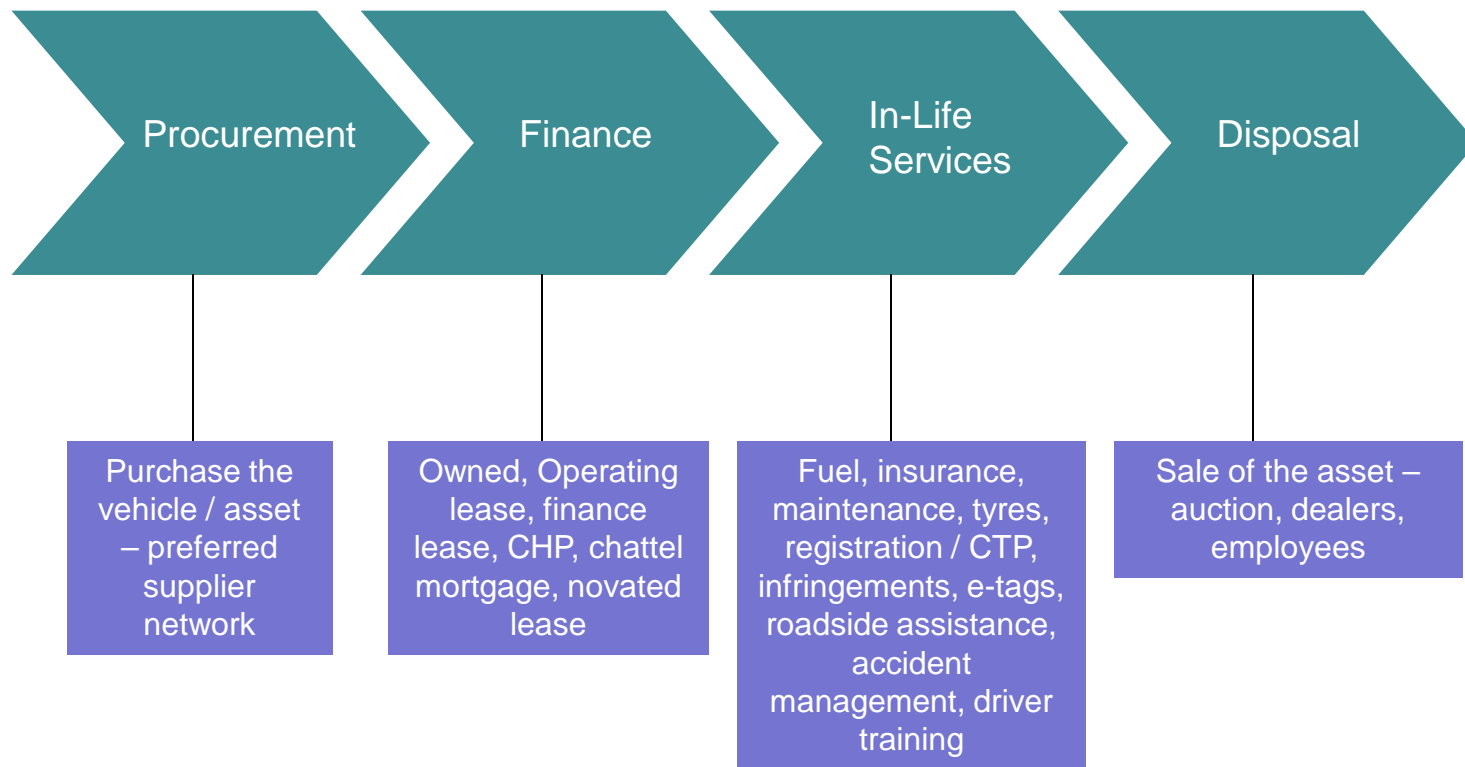 Procurement
Finance
In-Life
Services
Disposal
Purchase the
vehicle / asset
– preferred
supplier
network
Owned, Operating
lease, finance
lease, CHP, chattel
mortgage, novated
lease
Fuel, insurance,
maintenance, tyres,
registration / CTP,
infringements, e-tags,
roadside assistance,
accident
management, driver
training
Sale of the asset –
auction, dealers,
employees